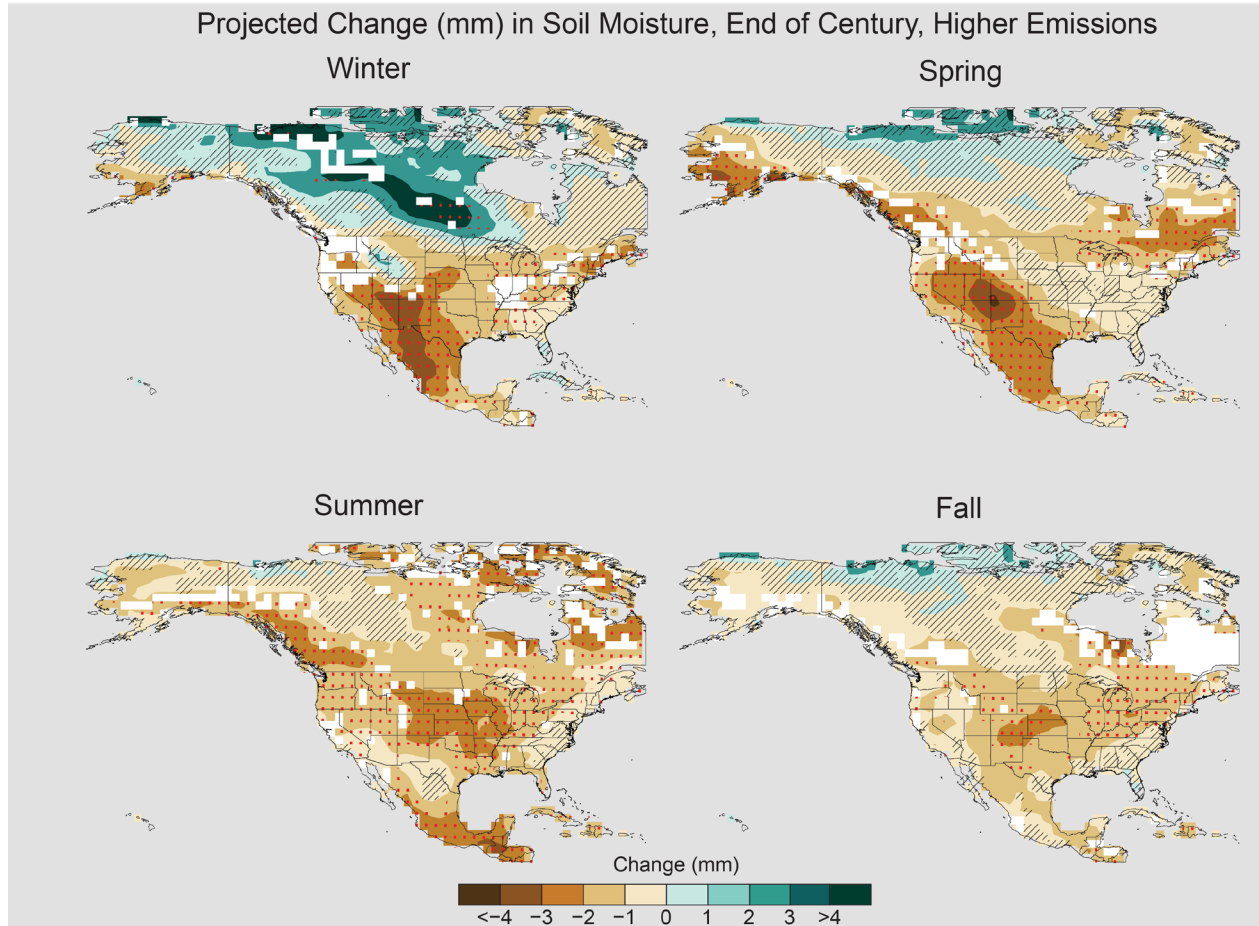 Projected Change (mm) in Soil Moisture, End of Century, Higher Emissions
Winter
Spring
Summer
Fall
Change (mm)
<−4 −3 −2 −1 0 1 2 3 >4